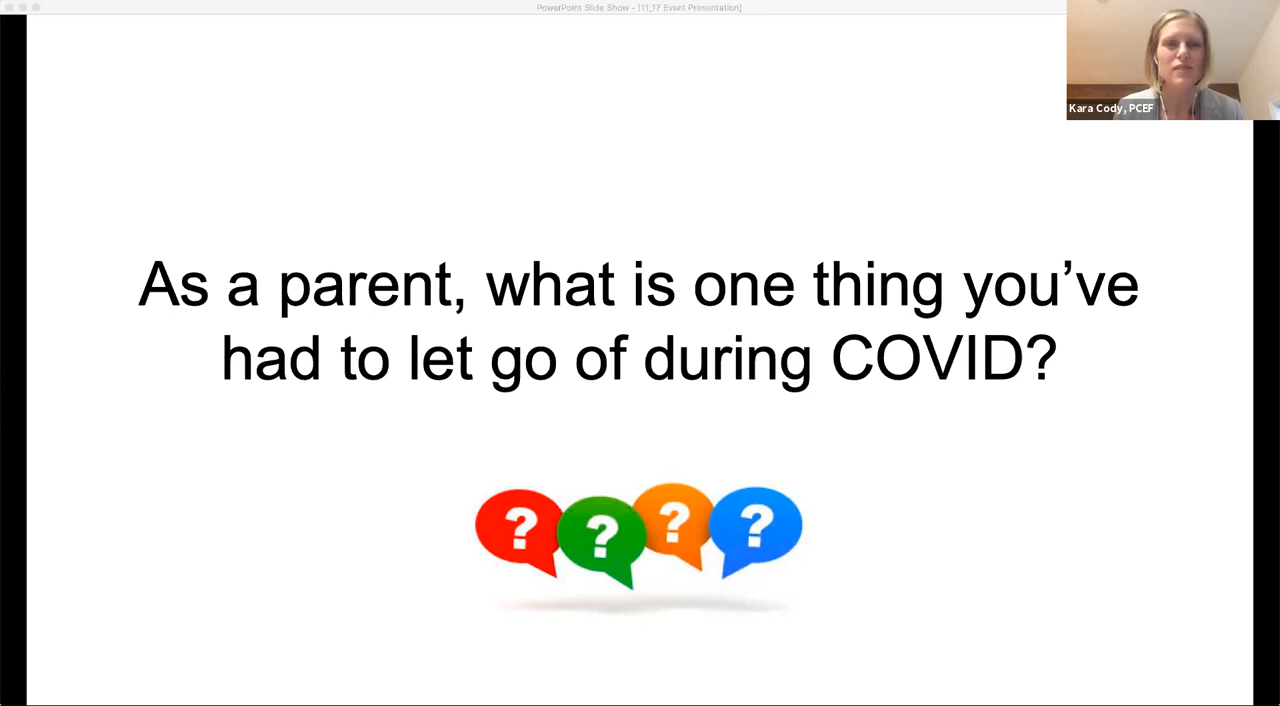 PowerPoint Slide Show - [11_17 Event Presentation]
Kara Cody, PCEF
As a parent, what is one thing you’ve
had to let go of during COVID?
? ? ? ?